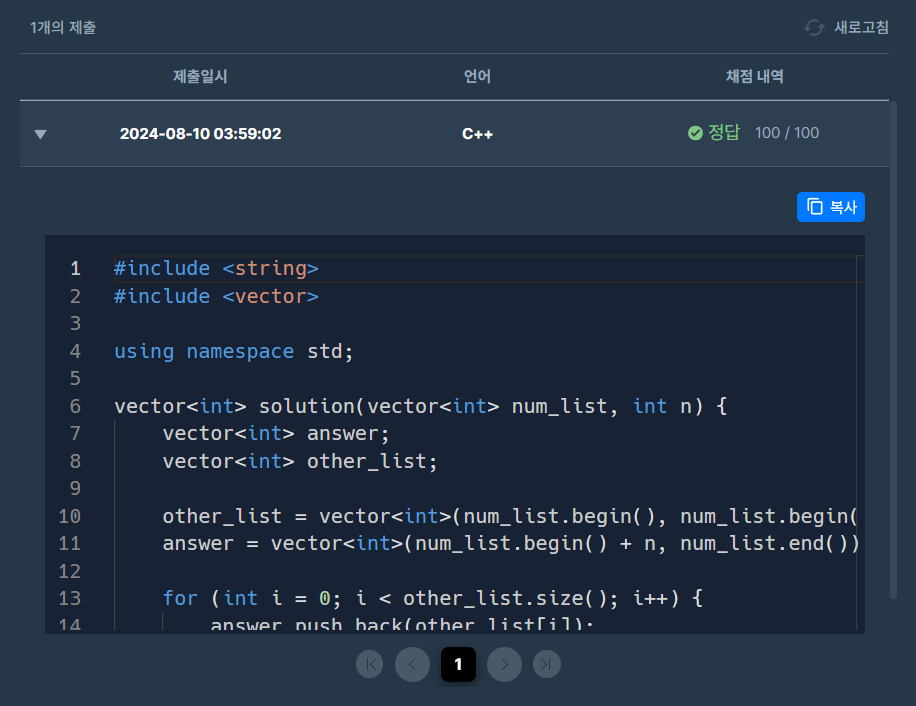 1개의 제출
새로고침
제출일시 언어 채점 내역
2024-08-10 03:59:02 C++ 정답 100 / 100
복사
1 #include <string>
2 #include <vector>
3
4 using namespace std;
5
6 vector<int> solution(vector<int> num_list, int n) {
7 vector<int> answer;
8 vector<int> other_list;
9
10 other_list = vector<int>(num_list.begin(), num_list.begin(
11 answer = vector<int>(num_list.begin() + n, num_list.end())
12
13 for (int i = 0; i < other_list.size(); i++) {
14 answer.push_back(other_list[i]);
1